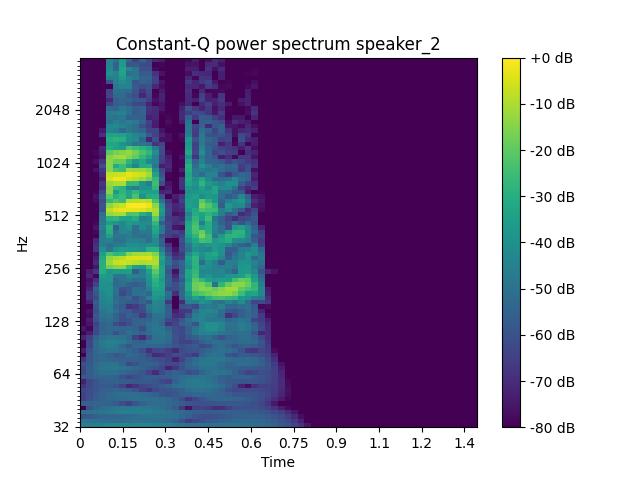 Constant-Q power spectrum speaker_2
Hz
2048
1024
512
256
128
64
32
0 0.15 0.3 0.45 0.6 0.75 0.9 1.1 1.2 1.4
Time
+0 dB
-10 dB
-20 dB
-30 dB
-40 dB
-50 dB
-60 dB
-70 dB
-80 dB